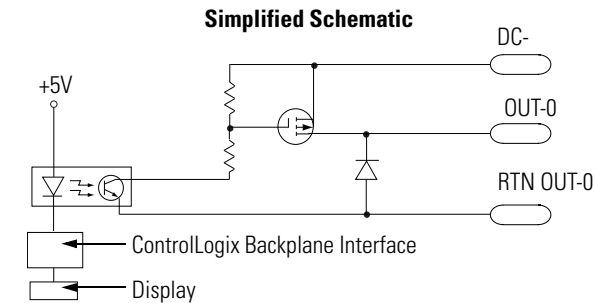 Simplified Schematic
DC-
+5V
OUT-0
RTN OUT-0
ControlLogix Backplane Interface
Display